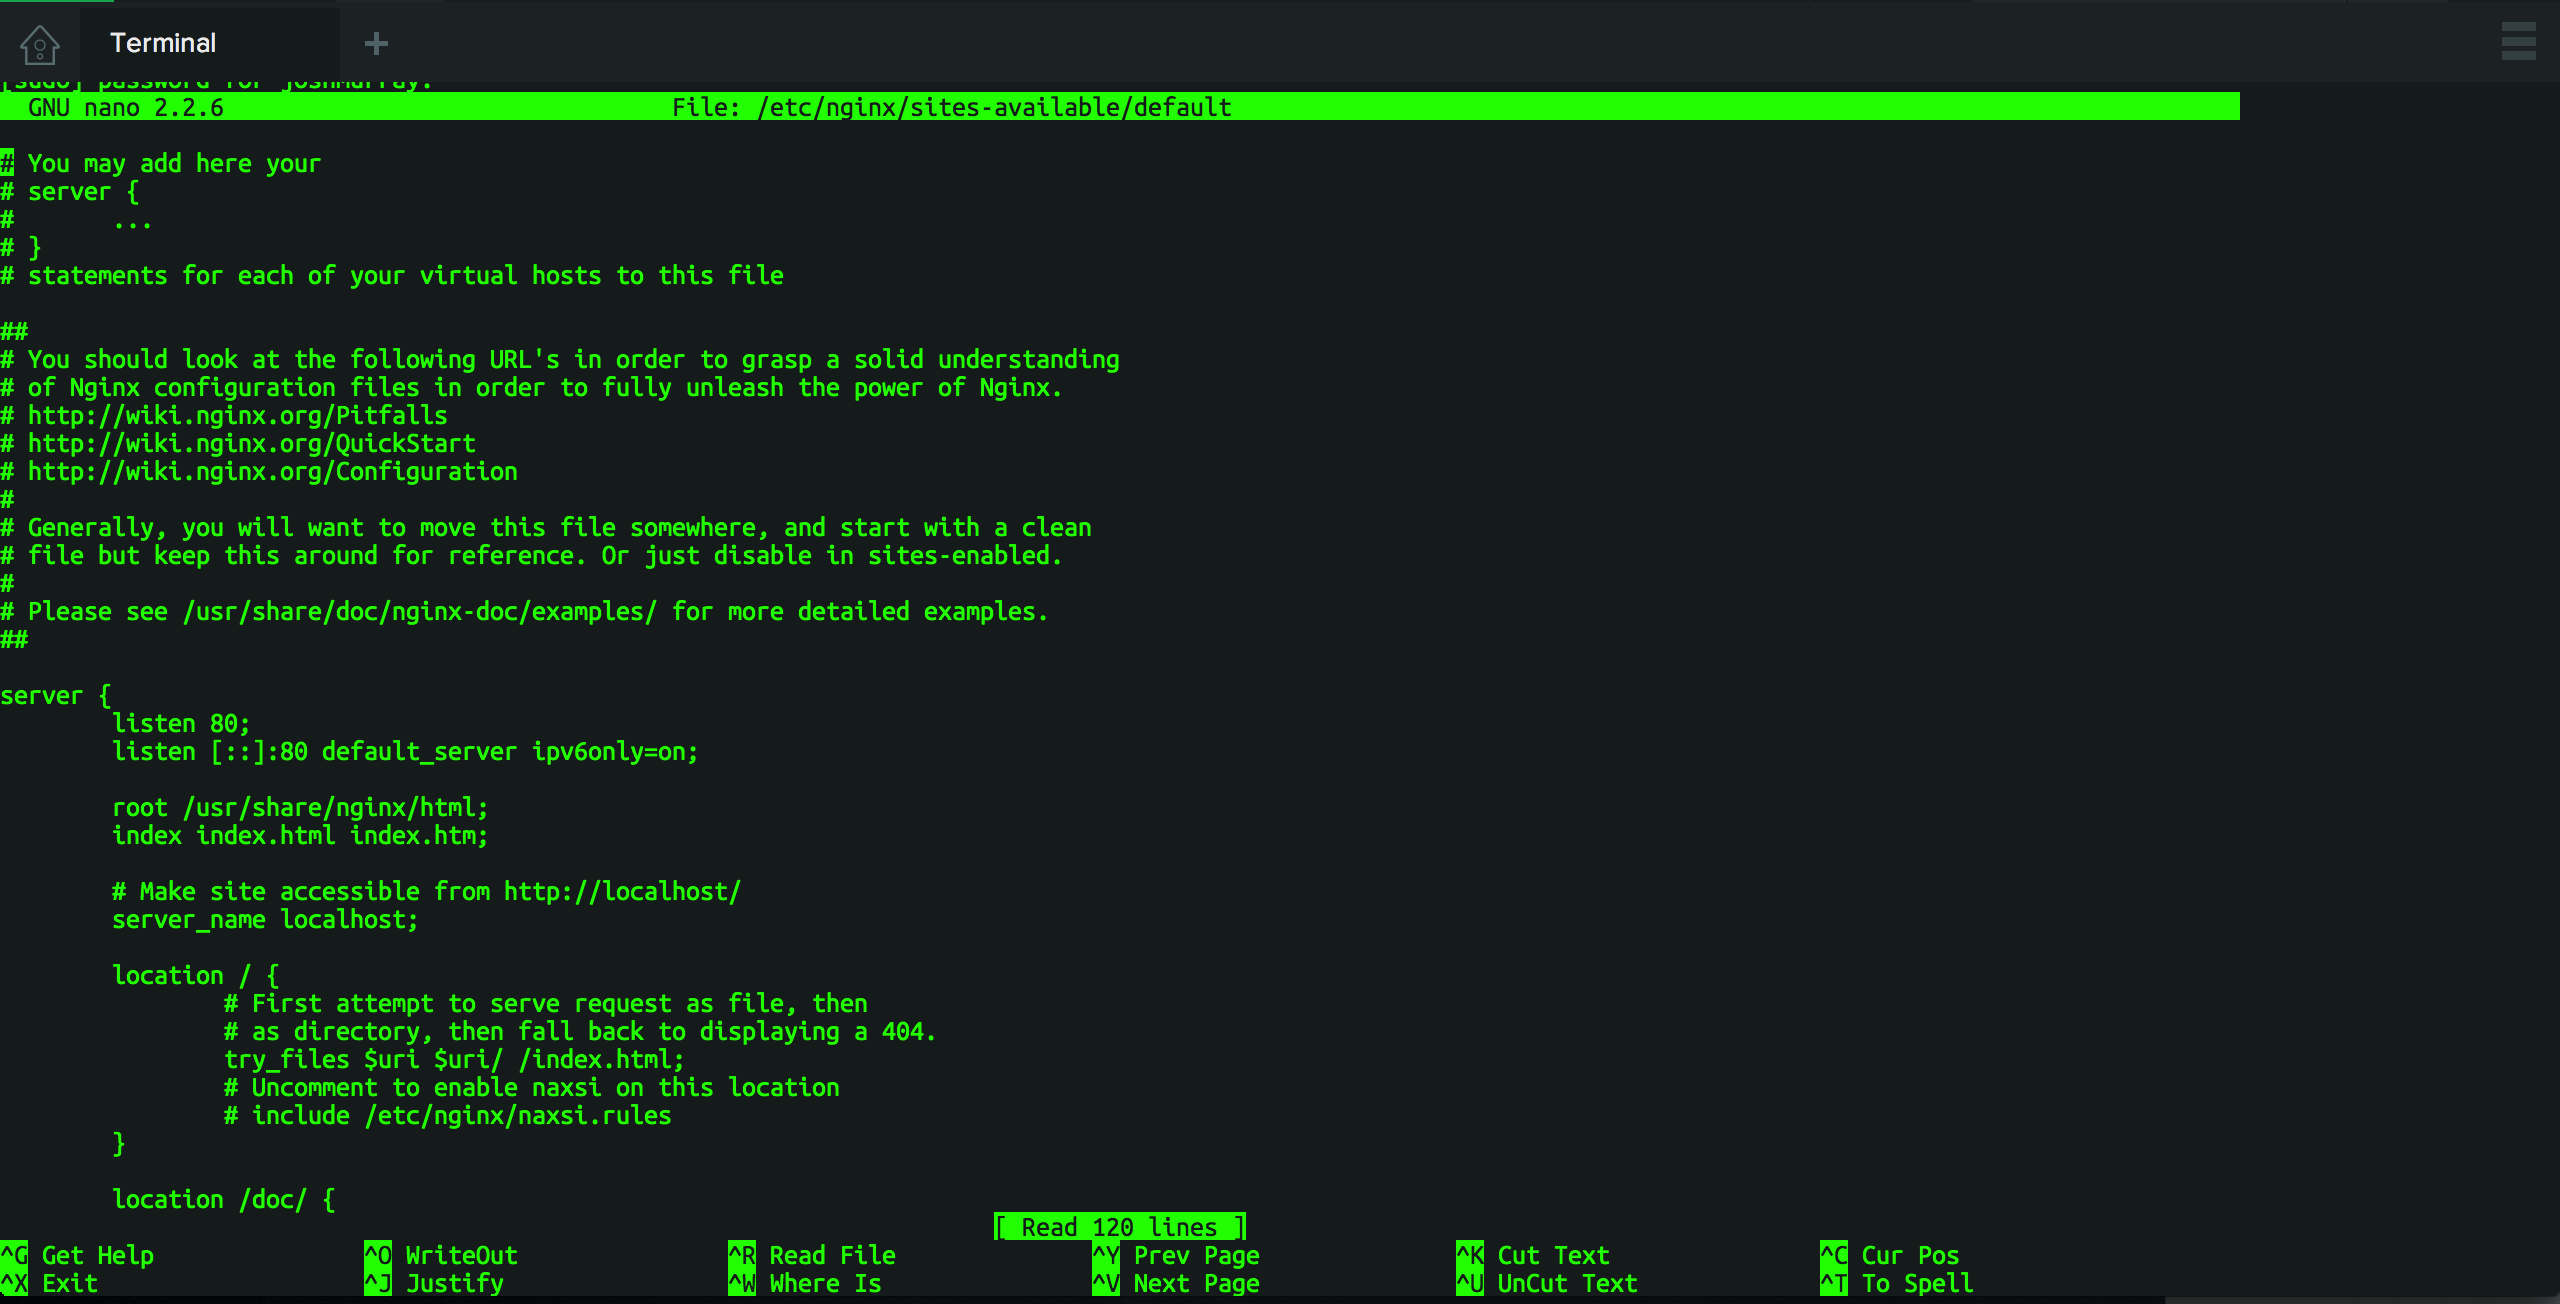 Terminal
[sudo] password for joshmurray:
GNU nano 2.2.6 File: /etc/nginx/sites-available/default
# You may add here your
# server {
#       ...
# }
# statements for each of your virtual hosts to this file
##
# You should look at the following URL's in order to grasp a solid understanding
# of Nginx configuration files in order to fully unleash the power of Nginx.
# http://wiki.nginx.org/Pitfalls
# http://wiki.nginx.org/QuickStart
# http://wiki.nginx.org/Configuration
#
# Generally, you will want to move this file somewhere, and start with a clean
# file but keep this around for reference. Or just disable in sites-enabled.
#
# Please see /usr/share/doc/nginx-doc/examples/ for more detailed examples.
##
server {
        listen 80;
        listen [::]:80 default_server ipv6only=on;
        root /usr/share/nginx/html;
        index index.html index.htm;
        # Make site accessible from http://localhost/
        server_name localhost;
        location / {
                # First attempt to serve request as file, then
                # as directory, then fall back to displaying a 404.
                try_files $uri $uri/ /index.html;
                # Uncomment to enable naxsi on this location
                # include /etc/nginx/naxsi.rules
        }
        location /doc/ {
[ Read 120 lines ]
^G Get Help ^O WriteOut ^R Read File ^Y Prev Page ^K Cut Text ^C Cur Pos
^X Exit ^J Justify ^W Where Is ^V Next Page ^U UnCut Text ^T To Spell